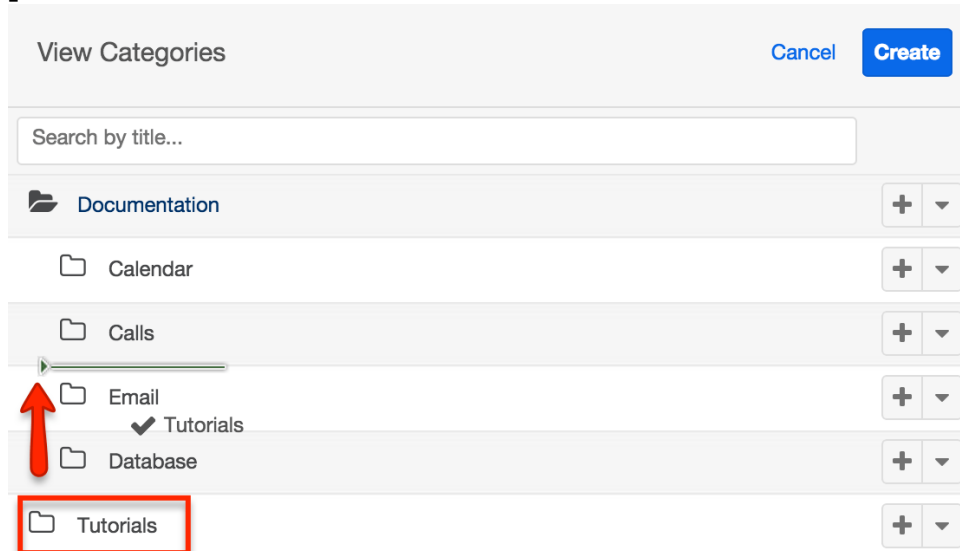 View Categories
Cancel
Create
Search by title...
Documentation
Calendar
Calls
Email
Tutorials
Database
Tutorials